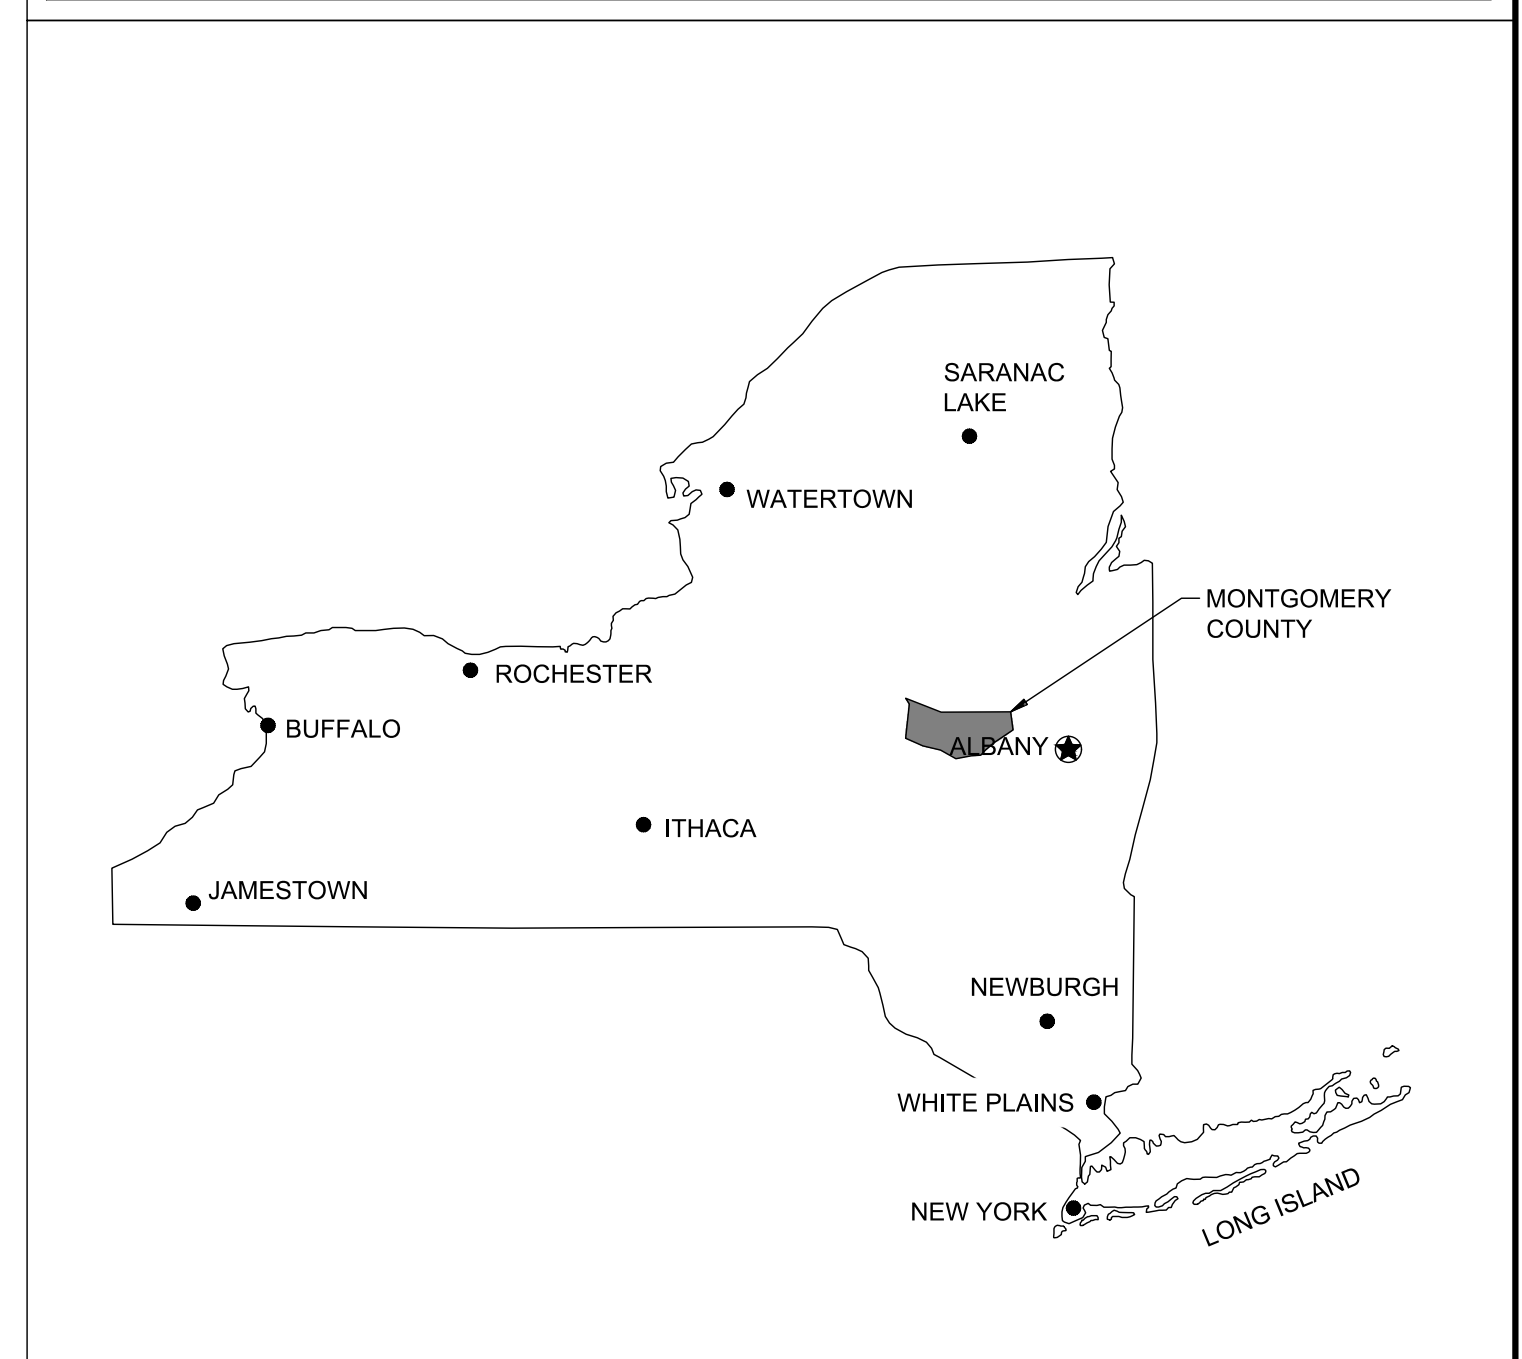 SARANAC
LAKE
WATERTOWN
MONTGOMERY
COUNTY
ROCHESTER
BUFFALO
ALBANY
ITHACA
JAMESTOWN
NEWBURGH
WHITE PLAINS
NEW YORK
LONG ISLAND